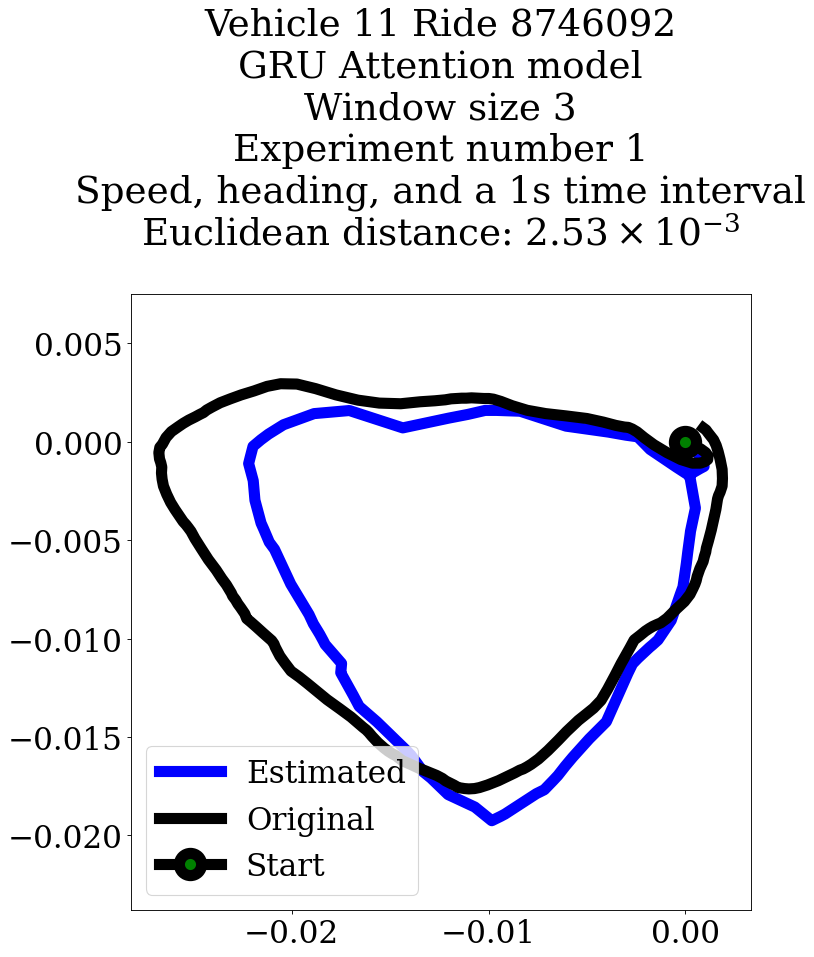 Vehicle 11 Ride 8746092
GRU Attention model
Window size 3
Experiment number 1
Speed, heading, and a 1s time interval
Euclidean distance: 2.53 × 10⁻³
0.005
0.000
−0.005
−0.010
−0.015
−0.020
Estimated
Original
Start
−0.02
−0.01
0.00